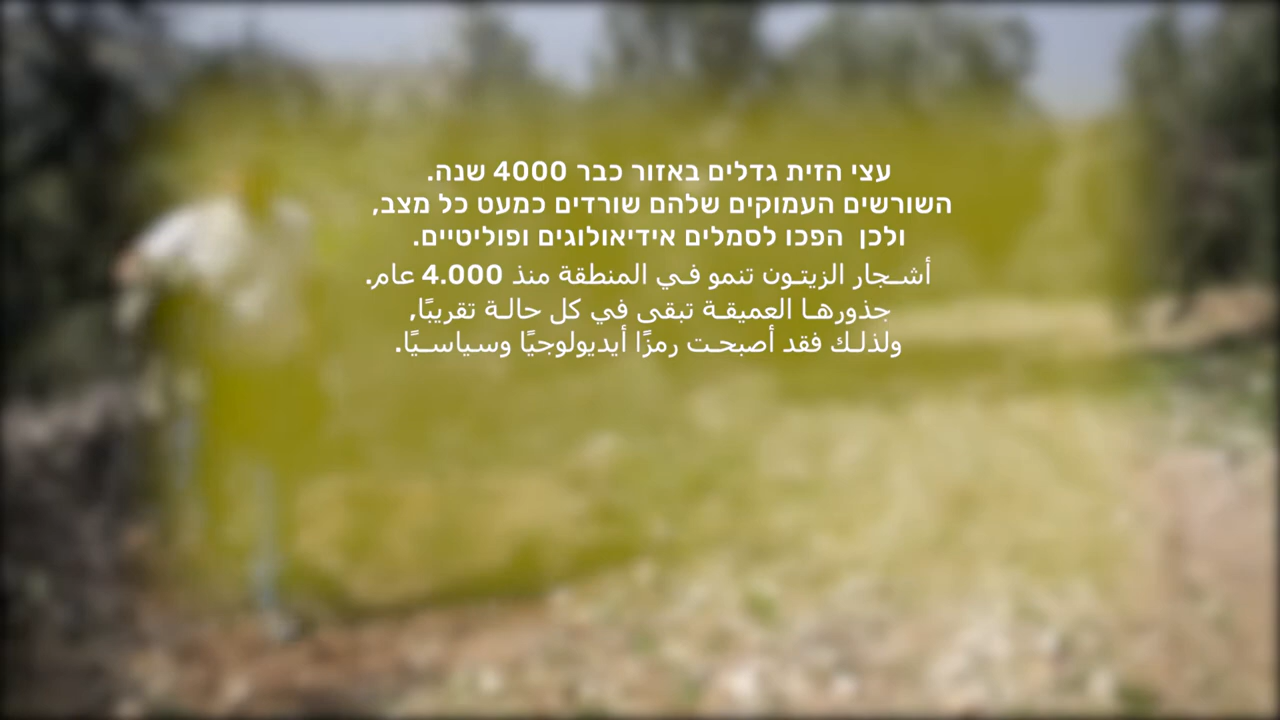 עצי הזית גדלים באזור כבר 4000 שנה.
השורשים העמוקים שלהם שורדים כמעט כל מצב,
ולכן  הפכו לסמלים אידיאולוגים ופוליטיים.
أشـجار الزيتـون تنمو فـي المنطقة منذ 4.000 عام.
جذورهـا العميقـة تبقى في كل حالـة تقريبًا,
ولذلـك فقد أصبحـت رمزًا أيديولوجيًا وسـياسـيًا.